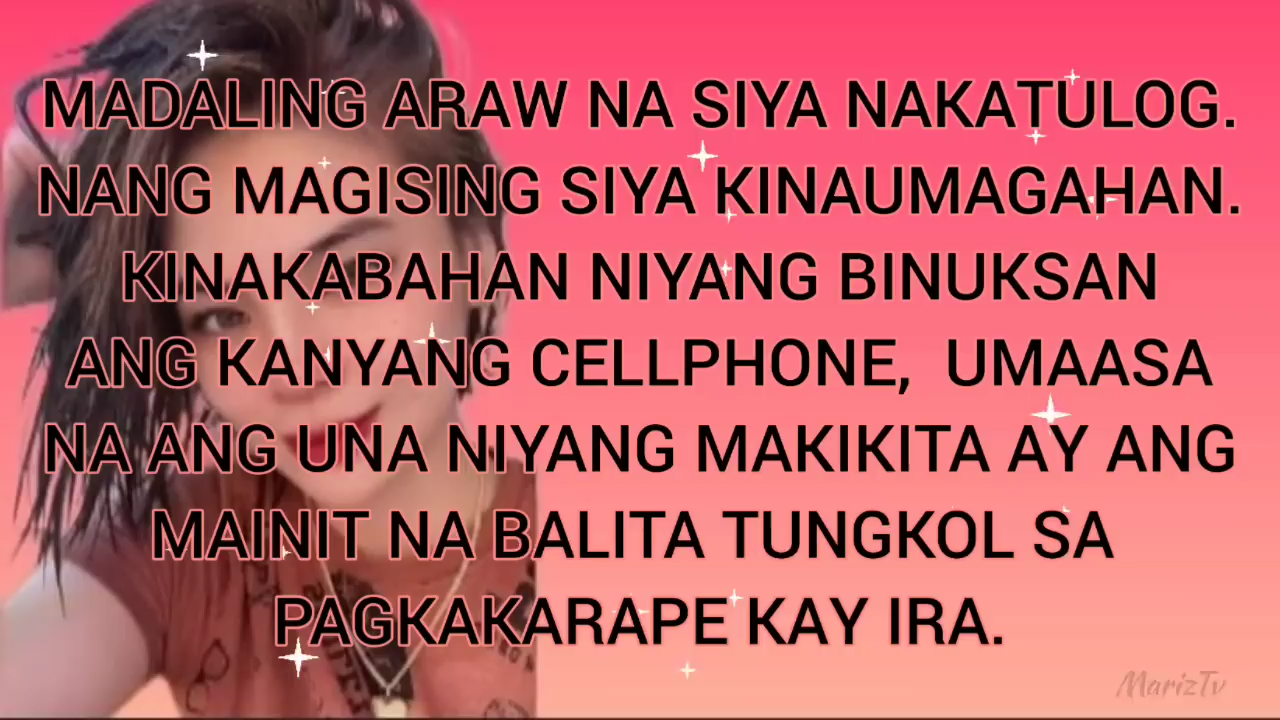 MADALING ARAW NA SIYA NAKATULOG.
NANG MAGISING SIYA KINAUMAGAHAN.
KINAKABAHAN NIYANG BINUKSAN
ANG KANYANG CELLPHONE, UMAASA
NA ANG UNA NIYANG MAKIKITA AY ANG
MAINIT NA BALITA TUNGKOL SA
PAGKAKARAPE KAY IRA.
MarizTv